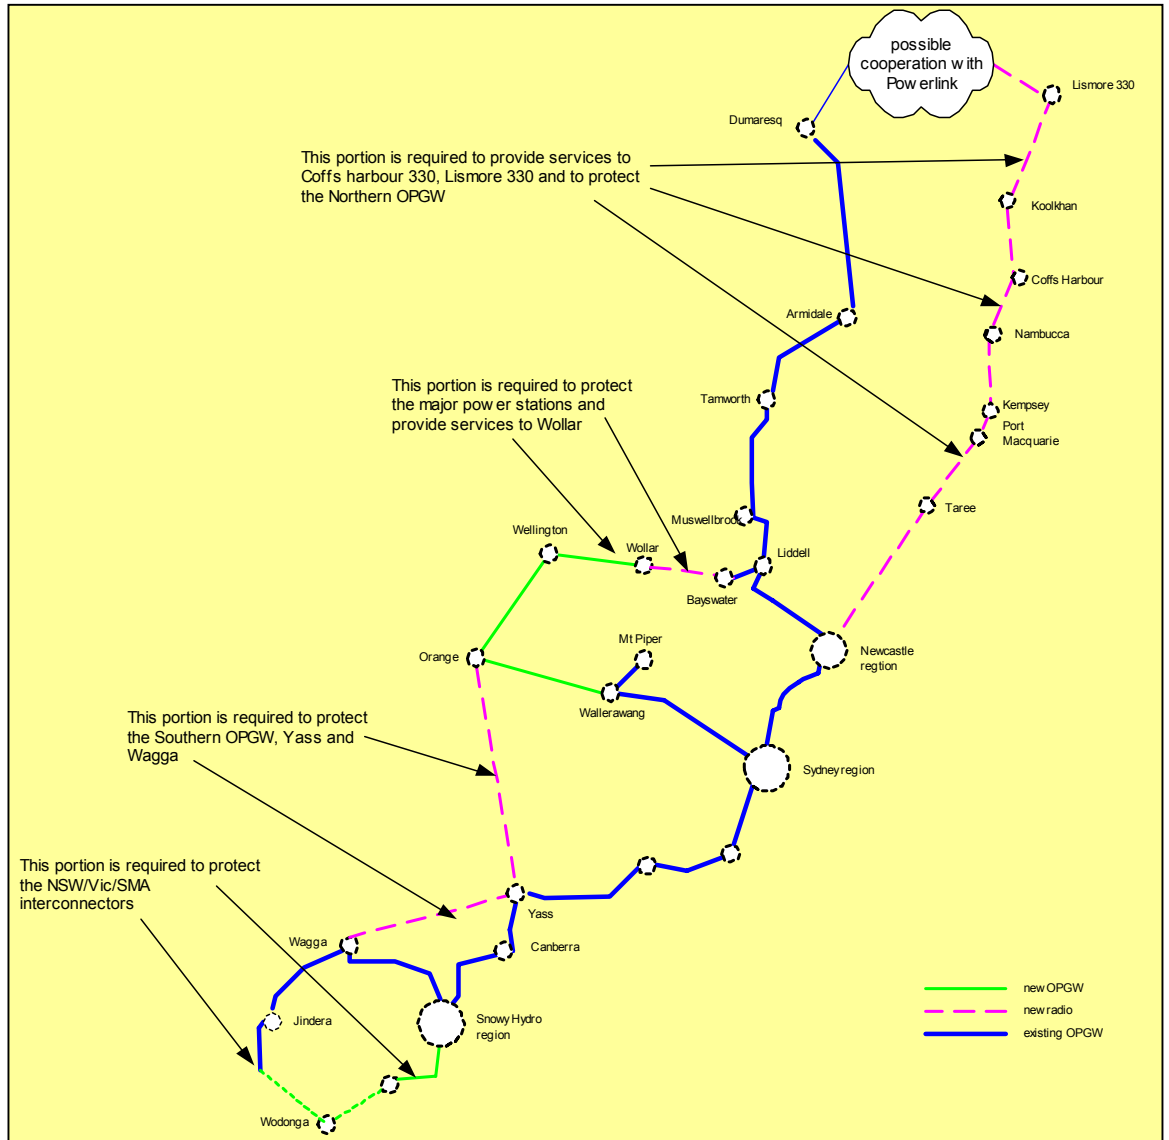 possible
cooperation with
Powerlink
Lismore 330
Dumaresq
This portion is required to provide services to
Coffs harbour 330, Lismore 330 and to protect
the Northern OPGW
Koolkhan
Coffs Harbour
Armidale
Nambucca
This portion is required to protect
the major power stations and
provide services to Wollar
Tamworth
Kempsey
Port
Macquarie
Taree
Muswellbrook
Wellington
Wollar
Liddell
Bayswater
Mt Piper
Orange
Newcastle
regtion
Wallerawang
This portion is required to protect
the Southern OPGW, Yass and
Wagga
Sydney region
This portion is required to protect
the NSW/Vic/SMA
interconnectors
Yass
Wagga
Canberra
new OPGW
new radio
existing OPGW
Jindera
Snowy Hydro
region
Wodonga